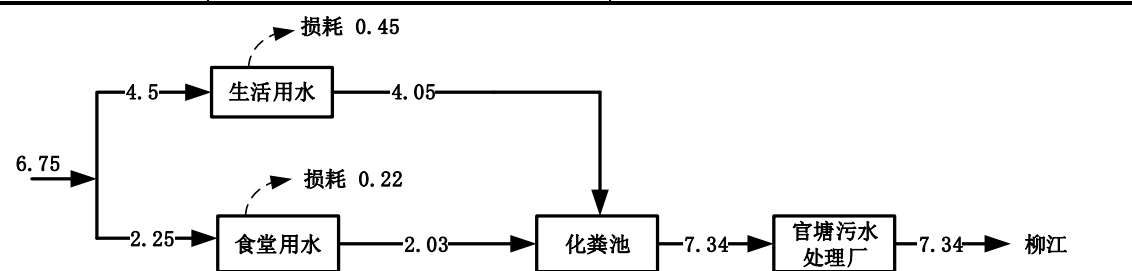 损耗 0.45
4.5
生活用水
4.05
6.75
损耗 0.22
2.25
食堂用水
2.03
化粪池
7.34
官塘污水
处理厂
7.34
柳江